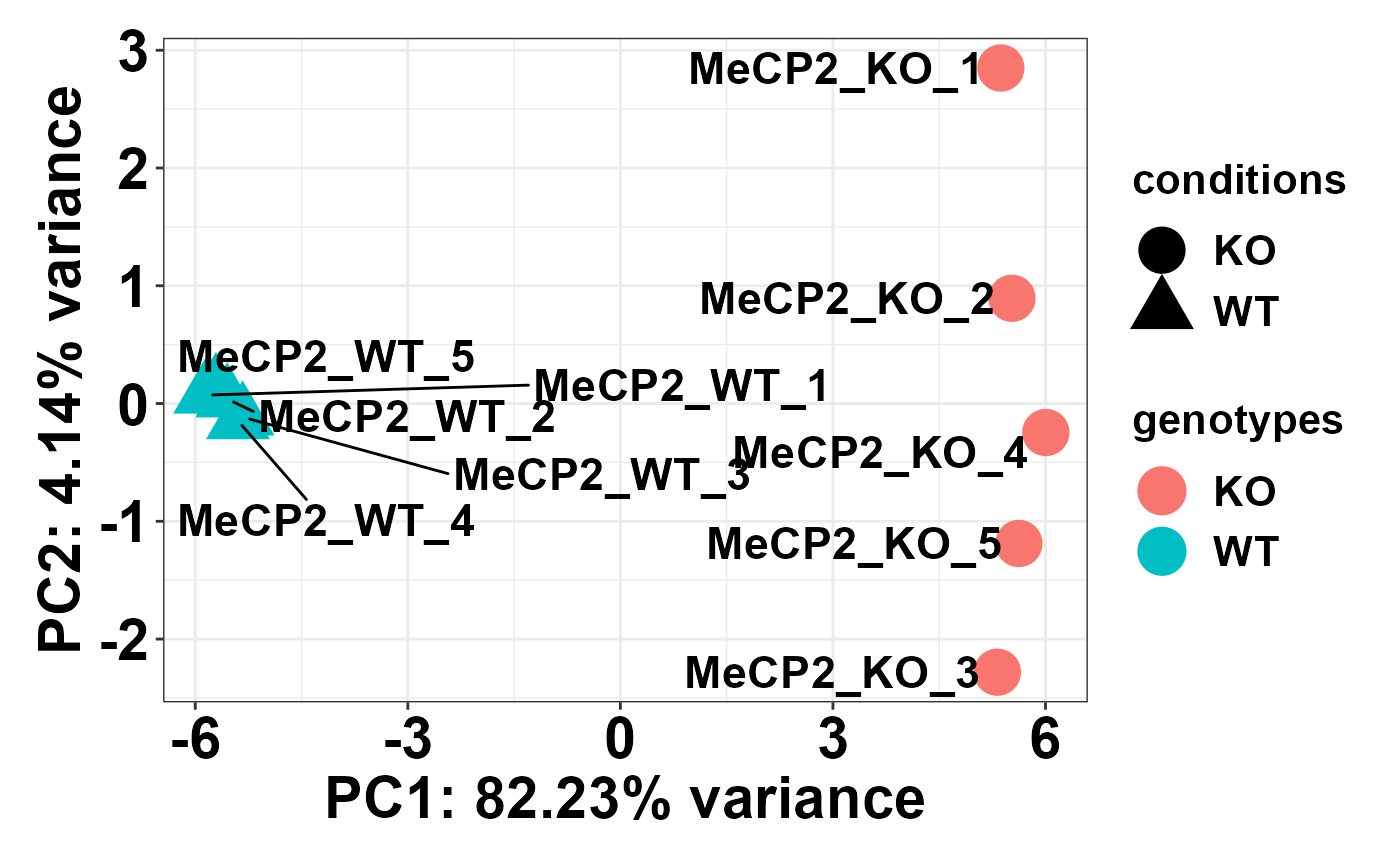 PC2: 4.14% variance
3
2
1
0
-1
-2
MeCP2_KO_1
MeCP2_KO_2
MeCP2_WT_5
MeCP2_WT_1
MeCP2_WT_2
MeCP2_KO_4
MeCP2_WT_3
MeCP2_WT_4
MeCP2_KO_5
MeCP2_KO_3
-6
-3
0
3
6
PC1: 82.23% variance
conditions
KO
WT
genotypes
KO
WT